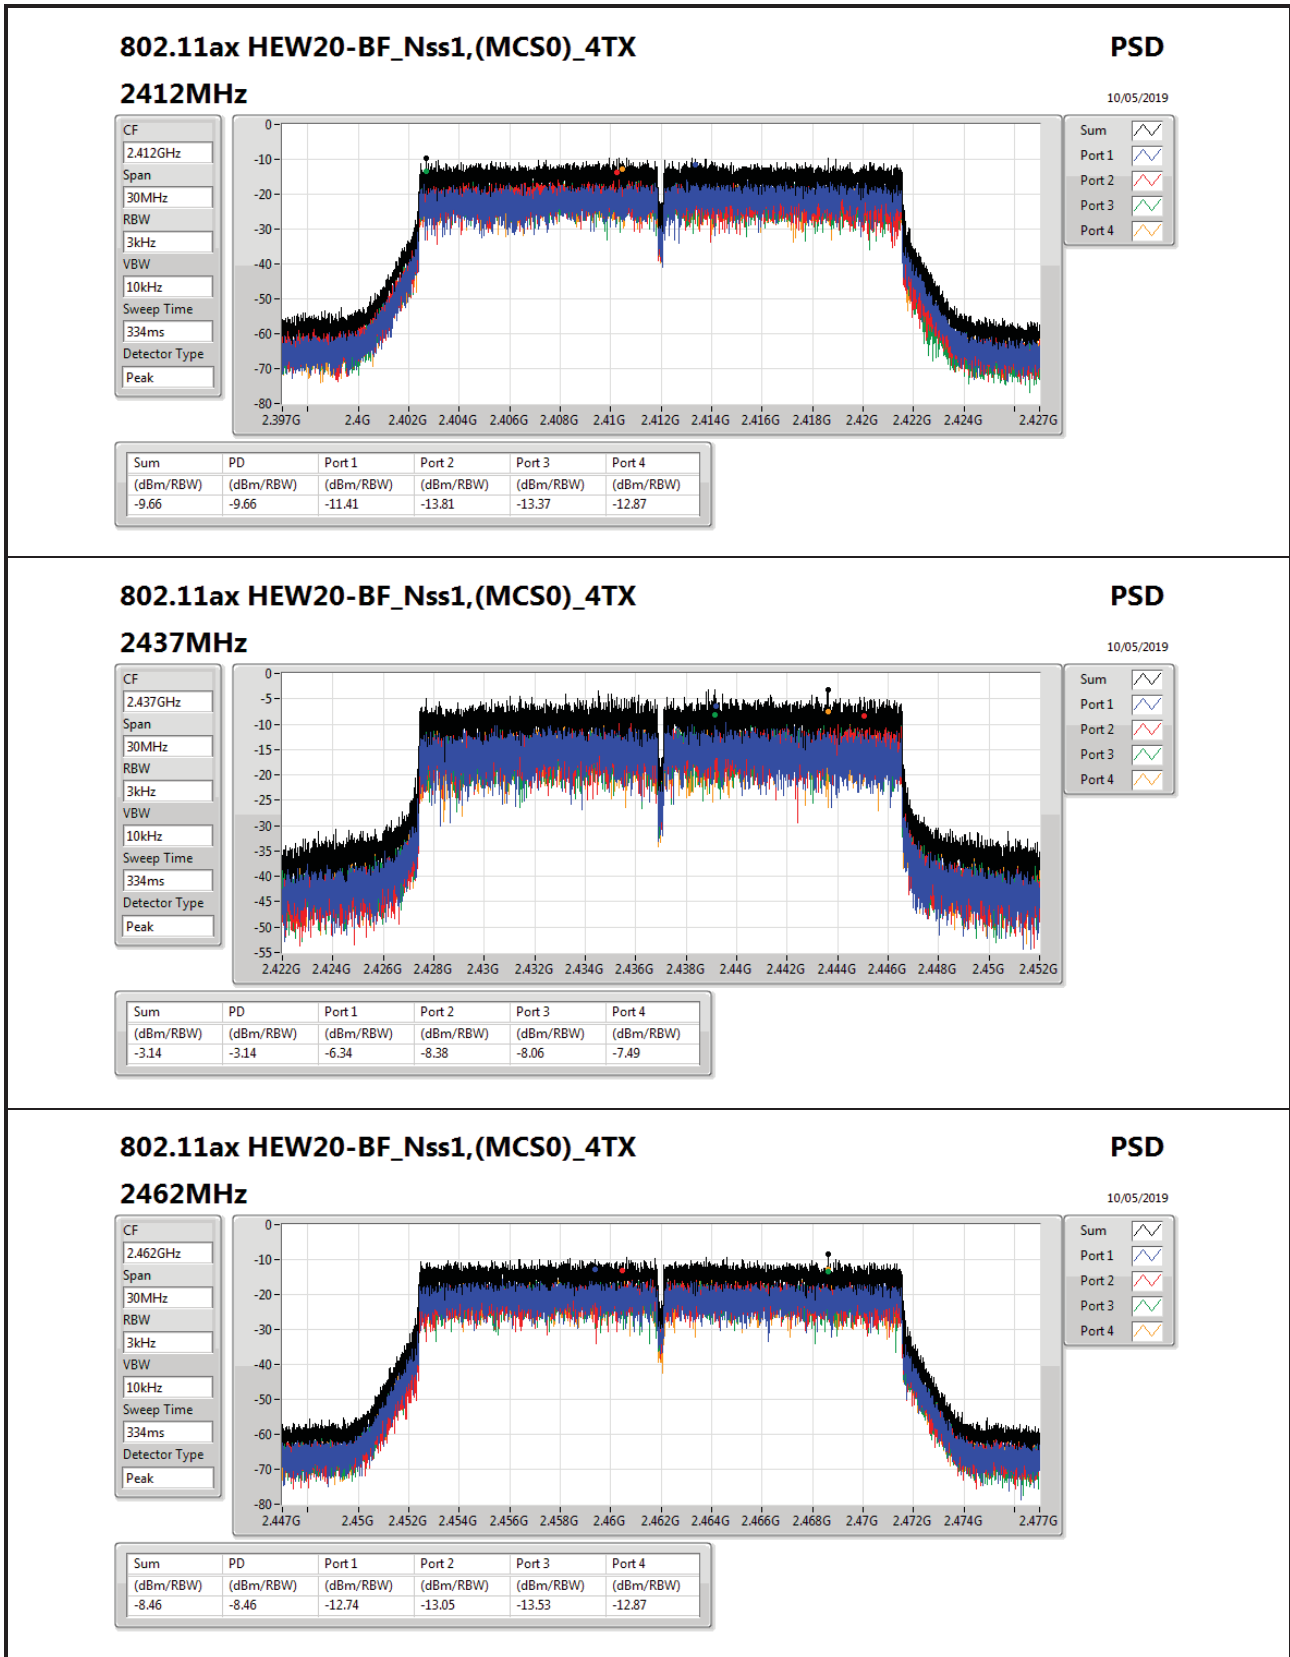 802.11ax HEW20-BF_Nss1,(MCS0)_4TX PSD
2412MHz 10/05/2019
CF
2.412GHz
Span
30MHz
RBW
3kHz
VBW
10kHz
Sweep Time
334ms
Detector Type
Peak
0
-10
-20
-30
-40
-50
-60
-70
-80
2.397G 2.4G 2.402G 2.404G 2.406G 2.408G 2.41G 2.412G 2.414G 2.416G 2.418G 2.42G 2.422G 2.424G 2.427G
Sum
Port 1
Port 2
Port 3
Port 4
Sum PD Port 1 Port 2 Port 3 Port 4
(dBm/RBW) (dBm/RBW) (dBm/RBW) (dBm/RBW) (dBm/RBW) (dBm/RBW)
-9.66 -9.66 -11.41 -13.81 -13.37 -12.87
802.11ax HEW20-BF_Nss1,(MCS0)_4TX PSD
2437MHz 10/05/2019
CF
2.437GHz
Span
30MHz
RBW
3kHz
VBW
10kHz
Sweep Time
334ms
Detector Type
Peak
0
-5
-10
-15
-20
-25
-30
-35
-40
-45
-50
-55
2.422G 2.424G 2.426G 2.428G 2.43G 2.432G 2.434G 2.436G 2.438G 2.44G 2.442G 2.444G 2.446G 2.448G 2.45G 2.452G
Sum
Port 1
Port 2
Port 3
Port 4
Sum PD Port 1 Port 2 Port 3 Port 4
(dBm/RBW) (dBm/RBW) (dBm/RBW) (dBm/RBW) (dBm/RBW) (dBm/RBW)
-3.14 -3.14 -6.34 -8.38 -8.06 -7.49
802.11ax HEW20-BF_Nss1,(MCS0)_4TX PSD
2462MHz 10/05/2019
CF
2.462GHz
Span
30MHz
RBW
3kHz
VBW
10kHz
Sweep Time
334ms
Detector Type
Peak
0
-10
-20
-30
-40
-50
-60
-70
-80
2.447G 2.45G 2.452G 2.454G 2.456G 2.458G 2.46G 2.462G 2.464G 2.466G 2.468G 2.47G 2.472G 2.474G 2.477G
Sum
Port 1
Port 2
Port 3
Port 4
Sum PD Port 1 Port 2 Port 3 Port 4
(dBm/RBW) (dBm/RBW) (dBm/RBW) (dBm/RBW) (dBm/RBW) (dBm/RBW)
-8.46 -8.46 -12.74 -13.05 -13.53 -12.87